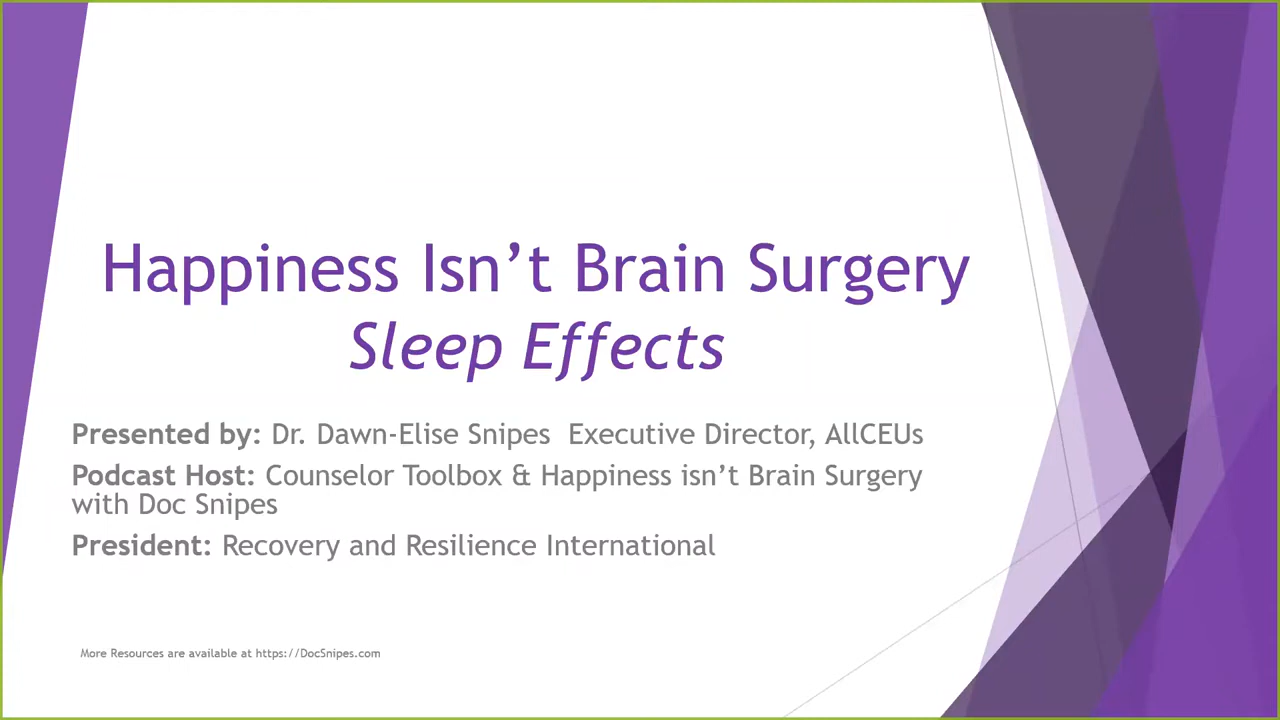 Happiness Isn’t Brain Surgery
Sleep Effects
Presented by: Dr. Dawn-Elise Snipes  Executive Director, AllCEUs
Podcast Host: Counselor Toolbox & Happiness isn’t Brain Surgery
with Doc Snipes
President: Recovery and Resilience International
More Resources are available at https://DocSnipes.com